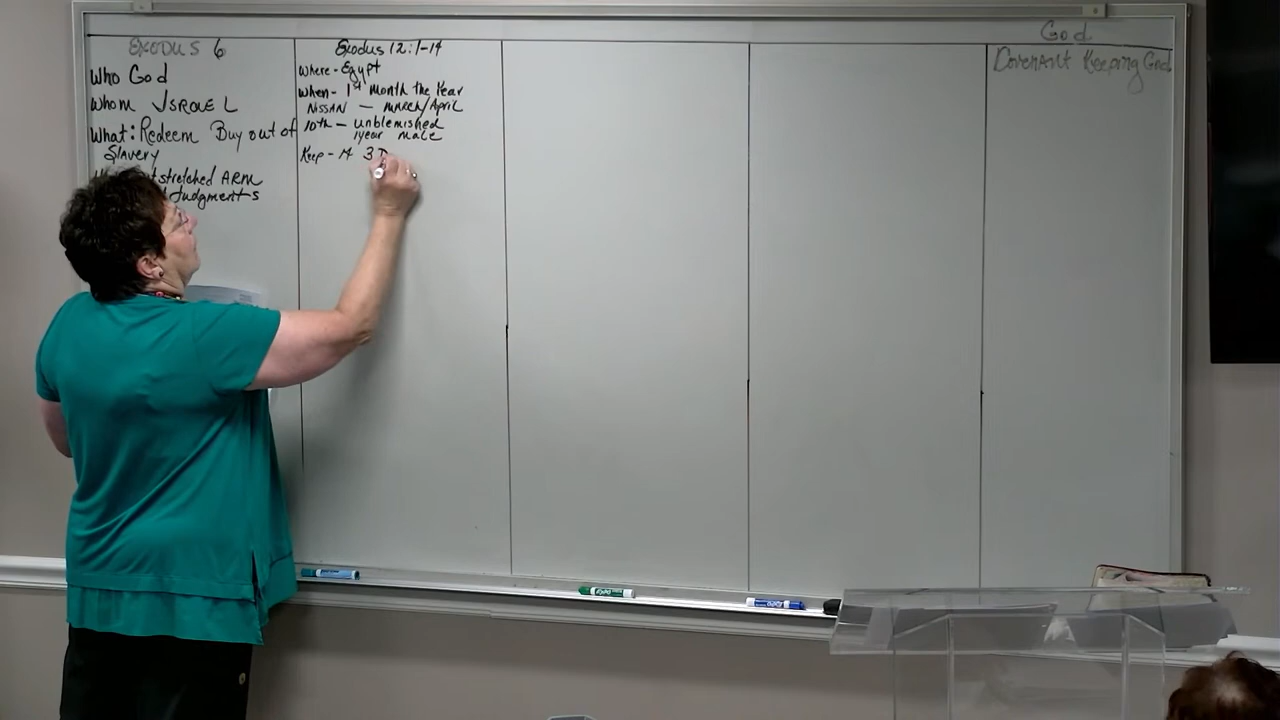 Exodus 6
Who God
Whom ISRAEL
What: Redeem Buy out of
Slavery
stretched ARM
Judgments
Exodus 12:1-14
Where - Egypt
When - 1st Month the Year
NISSAN - March/April
10th - unblemished
1year male
Keep - 14 3
God
Covenant Keeping God